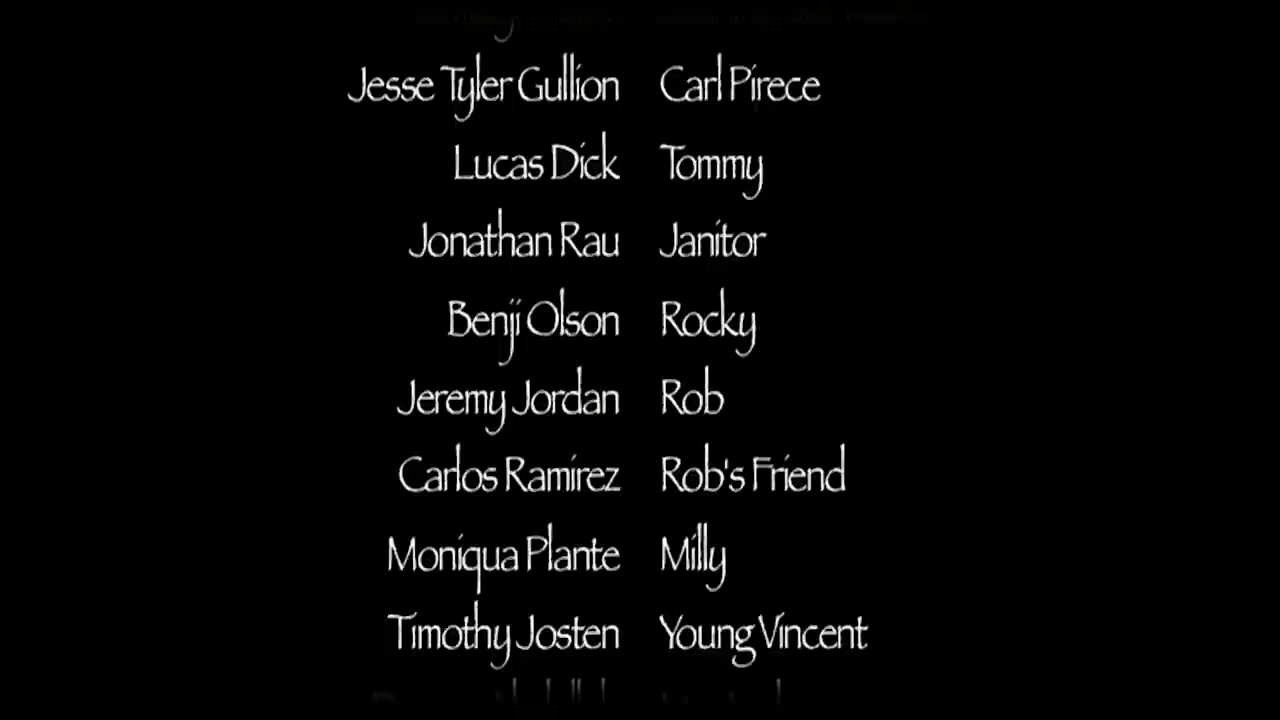 Jesse Tyler Gullion Carl Pirece
Lucas Dick Tommy
Jonathan Rau Janitor
Benji Olson Rocky
Jeremy Jordan Rob
Carlos Ramirez Rob's Friend
Moniqua Plante Milly
Timothy Josten Young Vincent